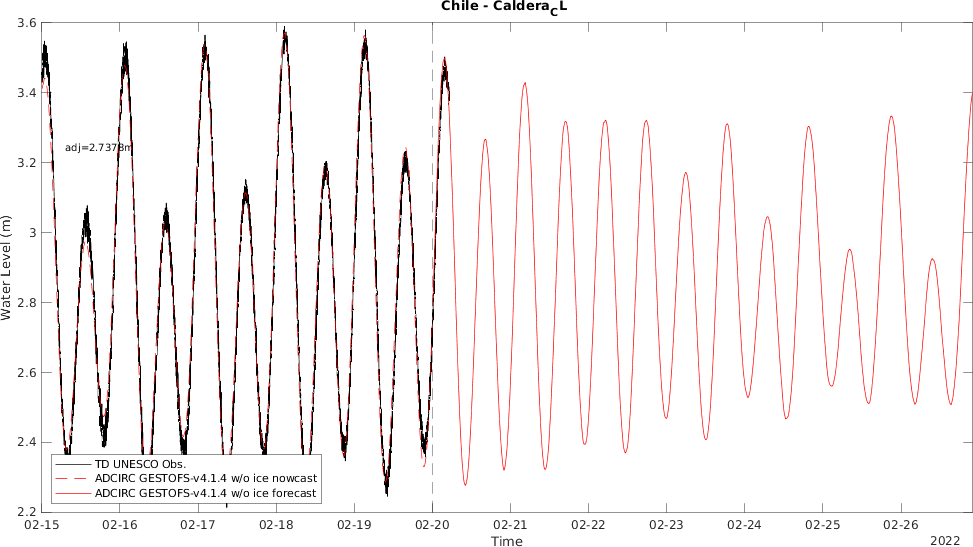 Chile - Caldera_CL
3.6
3.4
3.2
3
2.8
2.6
2.4
2.2
Water Level (m)
adj=2.7378m
TD UNESCO Obs.
ADCIRC GESTOFS-v4.1.4 w/o ice nowcast
ADCIRC GESTOFS-v4.1.4 w/o ice forecast
02-15 02-16 02-17 02-18 02-19 02-20 02-21 02-22 02-23 02-24 02-25 02-26
Time
2022